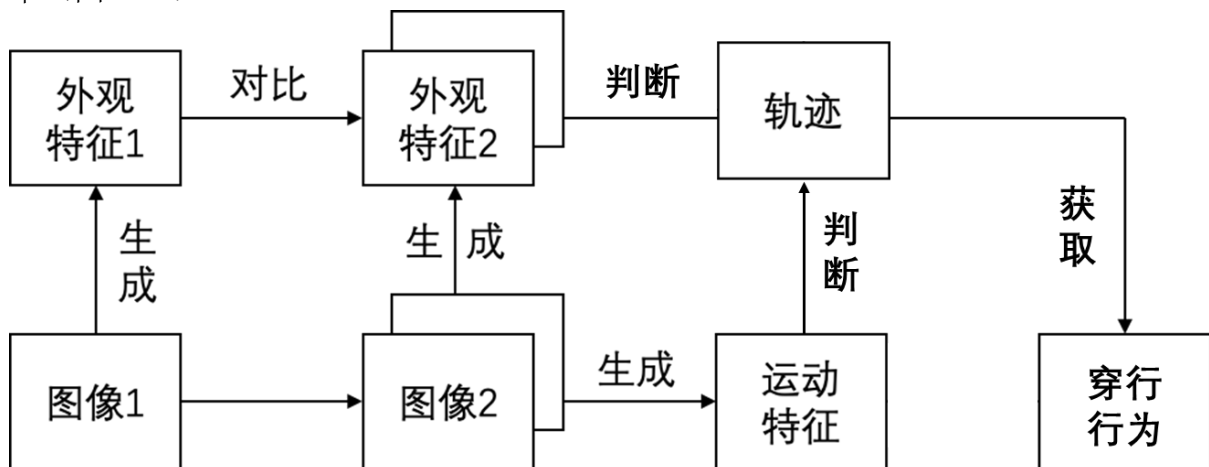 外观
特征1
对比
外观
特征2
判断
轨迹
生
成
生 成
判
断
获
取
图像1
图像2
生成
运动
特征
穿行
行为